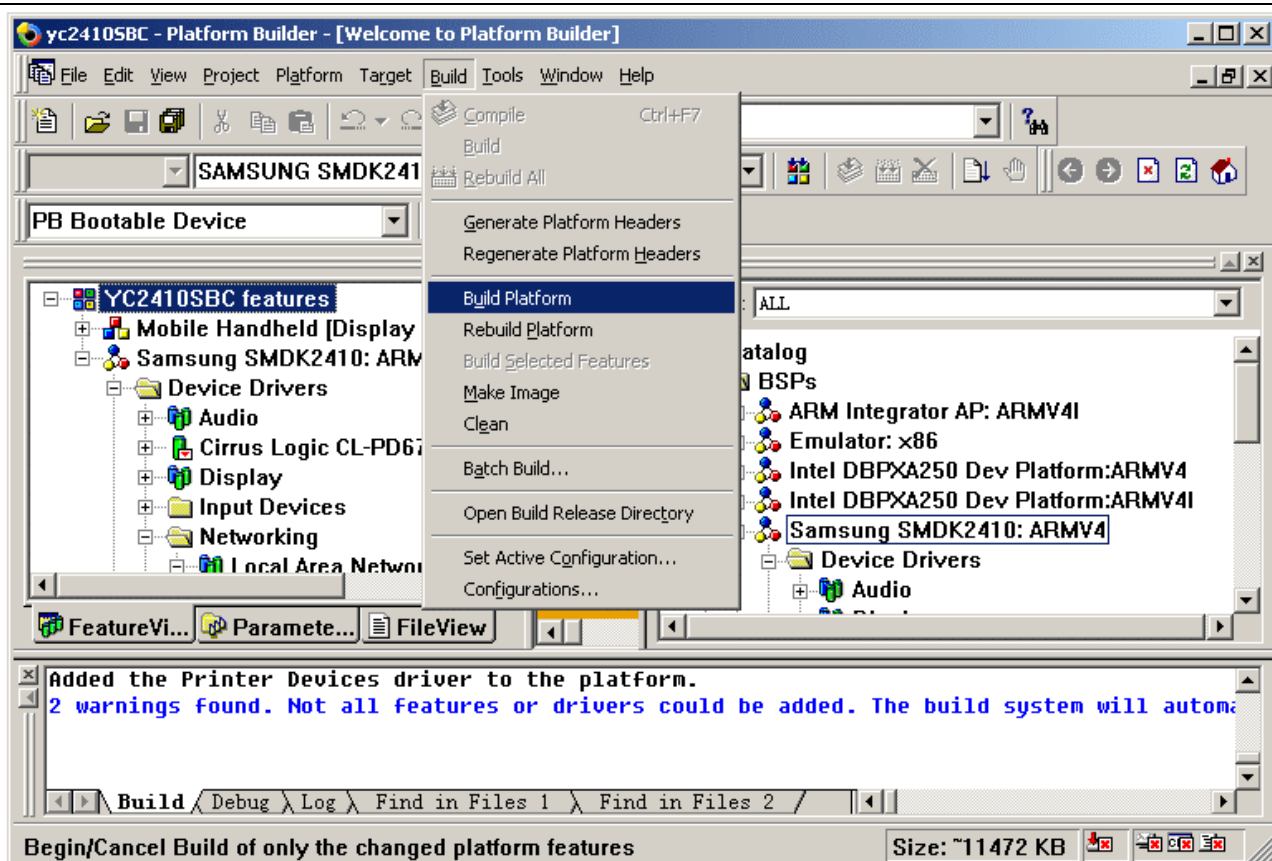 yc2410SBC - Platform Builder - [Welcome to Platform Builder]
File Edit View Project Platform Target Build Tools Window Help
Compile Ctrl+F7
Build
Rebuild All
Generate Platform Headers
Regenerate Platform Headers
Build Platform
Rebuild Platform
Build Selected Features
Make Image
Clean
Batch Build...
Open Build Release Directory
Set Active Configuration...
Configurations...
SAMSUNG SMDK241
PB Bootable Device
YC2410SBC features
Mobile Handheld [Display
Samsung SMDK2410: ARM
Device Drivers
Audio
Cirrus Logic CL-PD67
Display
Input Devices
Networking
Local Area Networ
FeatureVi... Paramete... FileView
: ALL
atalog
BSPs
ARM Integrator AP: ARMV4I
Emulator: x86
Intel DBPXA250 Dev Platform:ARMV4
Intel DBPXA250 Dev Platform:ARMV4I
Samsung SMDK2410: ARMV4
Device Drivers
Audio
Added the Printer Devices driver to the platform.
2 warnings found. Not all features or drivers could be added. The build system will automa
Build Debug Log Find in Files 1 Find in Files 2
Begin/Cancel Build of only the changed platform features Size: ~11472 KB